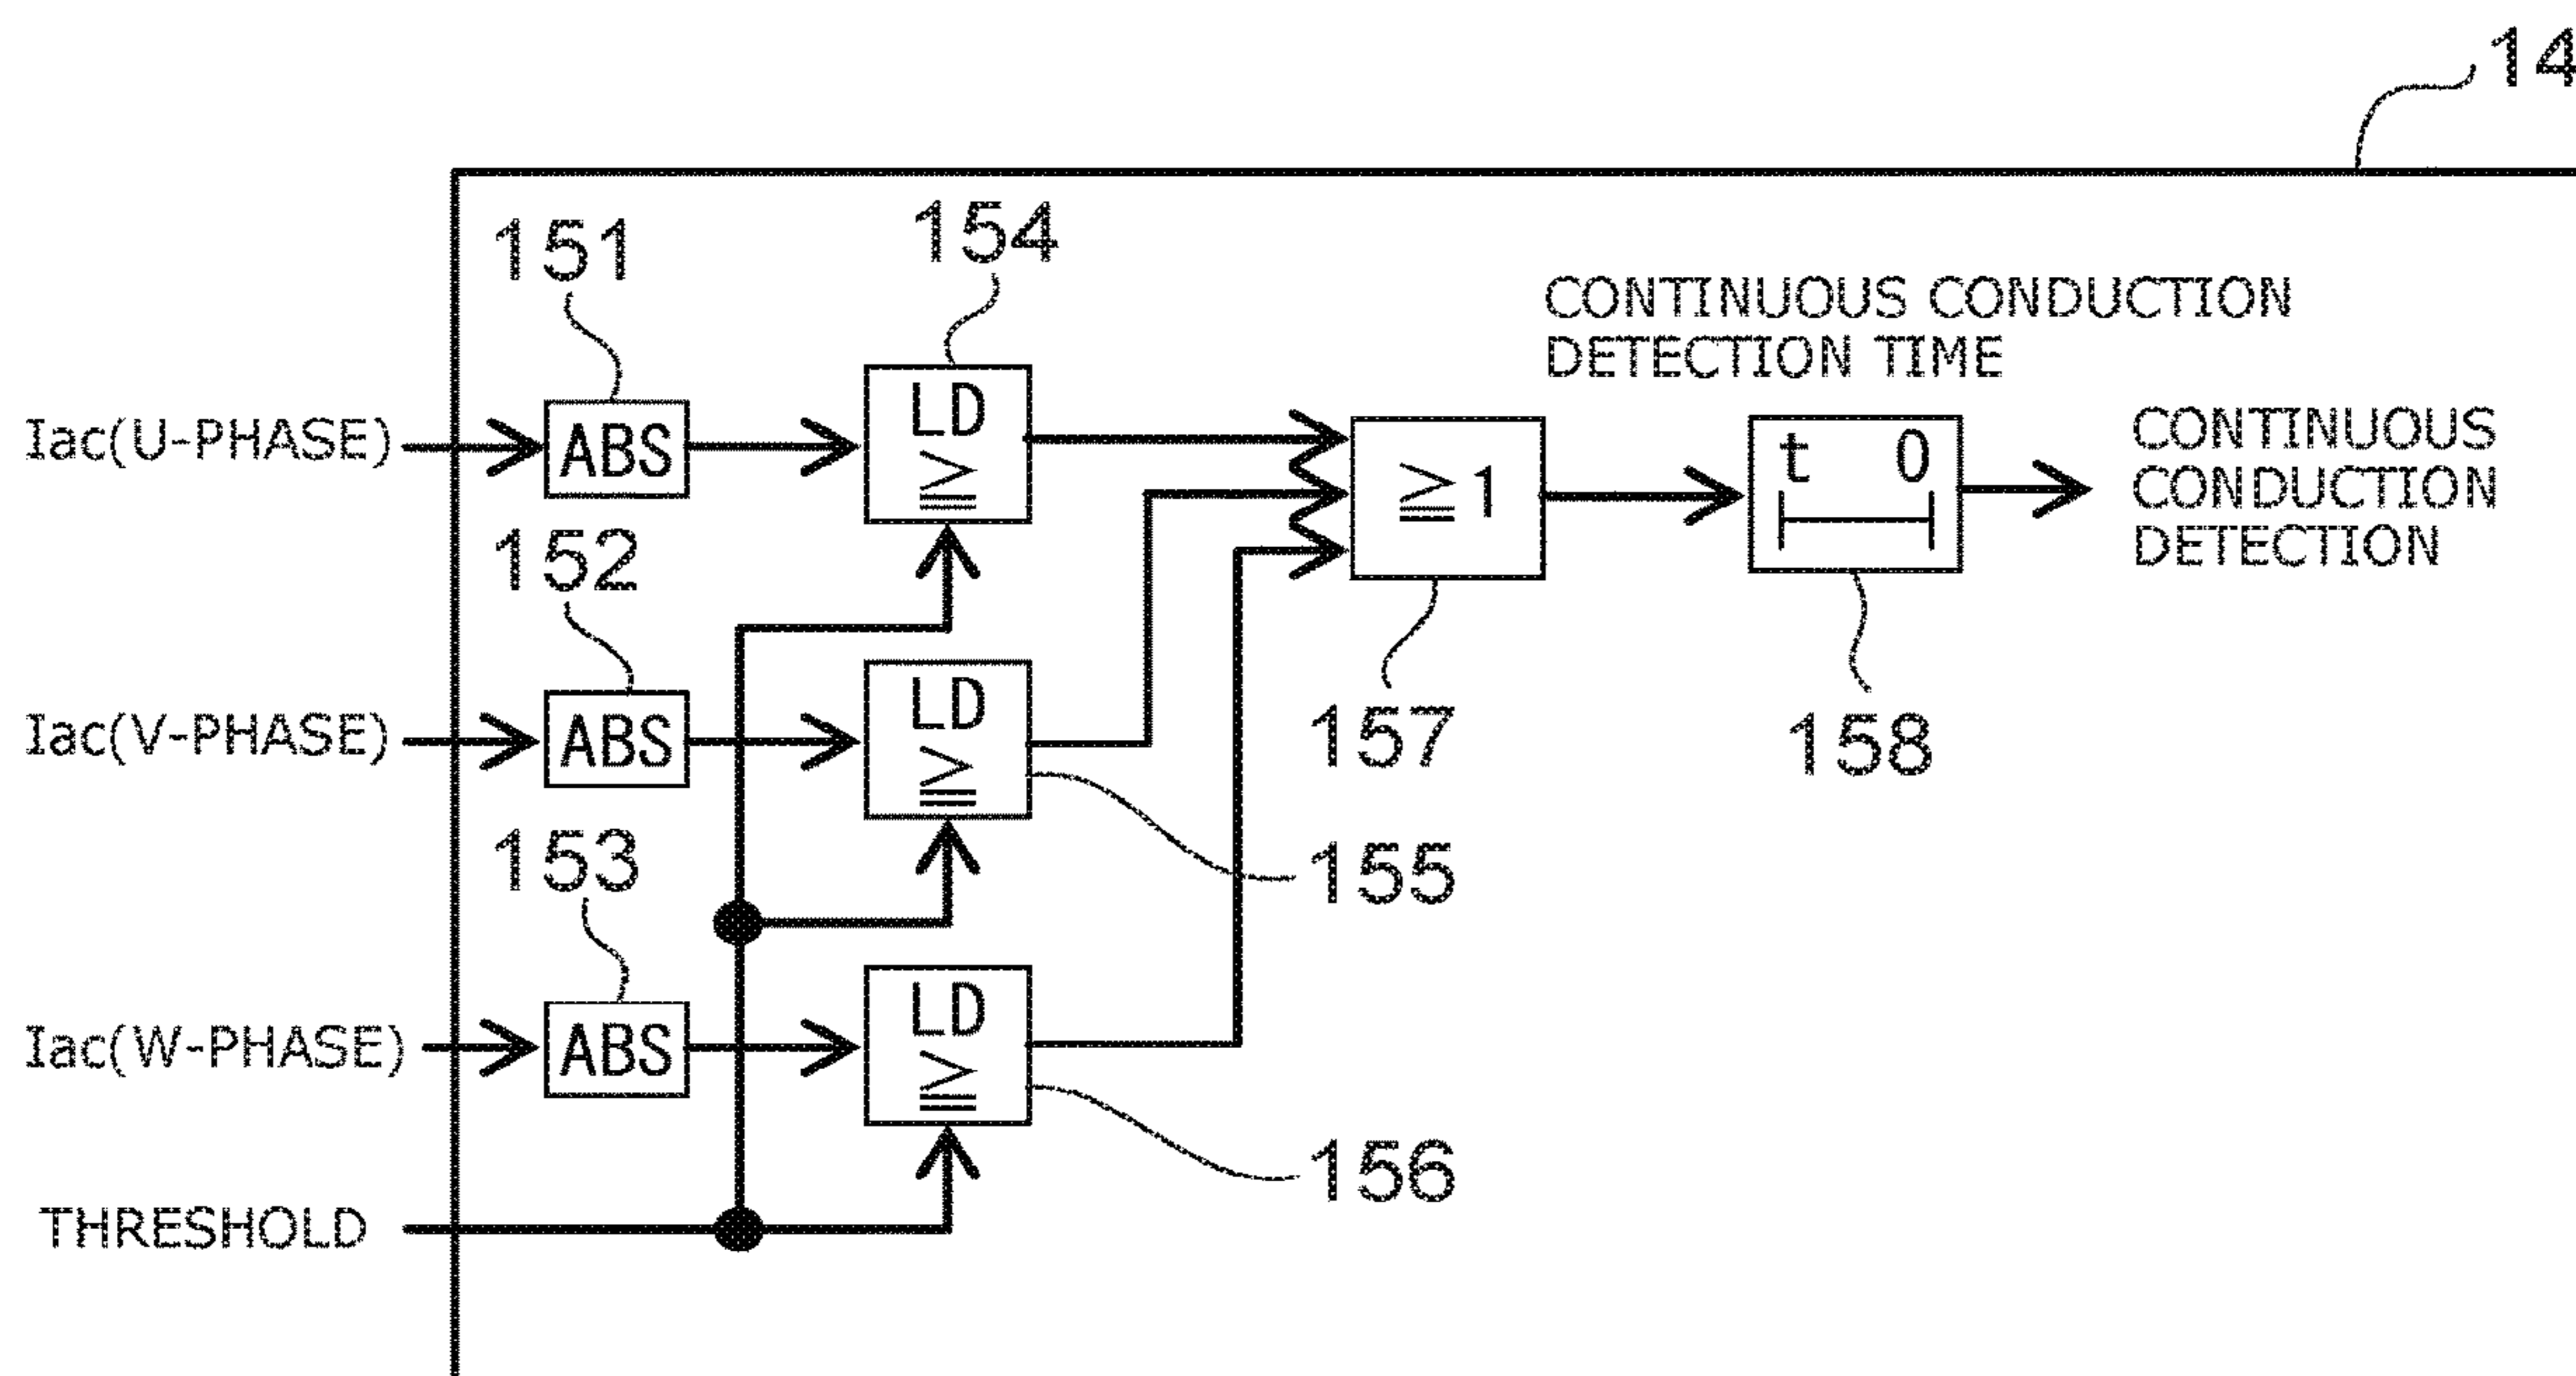 14
151
154
CONTINUOUS CONDUCTION
DETECTION TIME
Iac(U-PHASE)
ABS
LD
≧
≧1
t 0
CONTINUOUS
CONDUCTION
DETECTION
152
Iac(V-PHASE)
ABS
LD
≧
157
158
153
155
Iac(W-PHASE)
ABS
LD
≧
156
THRESHOLD